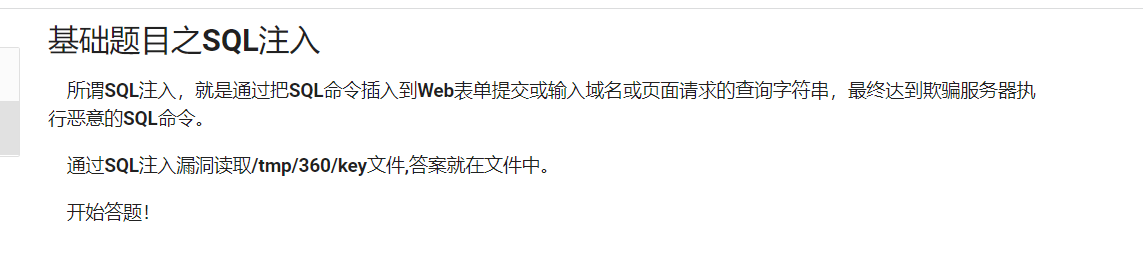 基础题目之SQL注入
所谓SQL注入，就是通过把SQL命令插入到Web表单提交或输入域名或页面请求的查询字符串，最终达到欺骗服务器执
行恶意的SQL命令。
通过SQL注入漏洞读取/tmp/360/key文件,答案就在文件中。
开始答题！